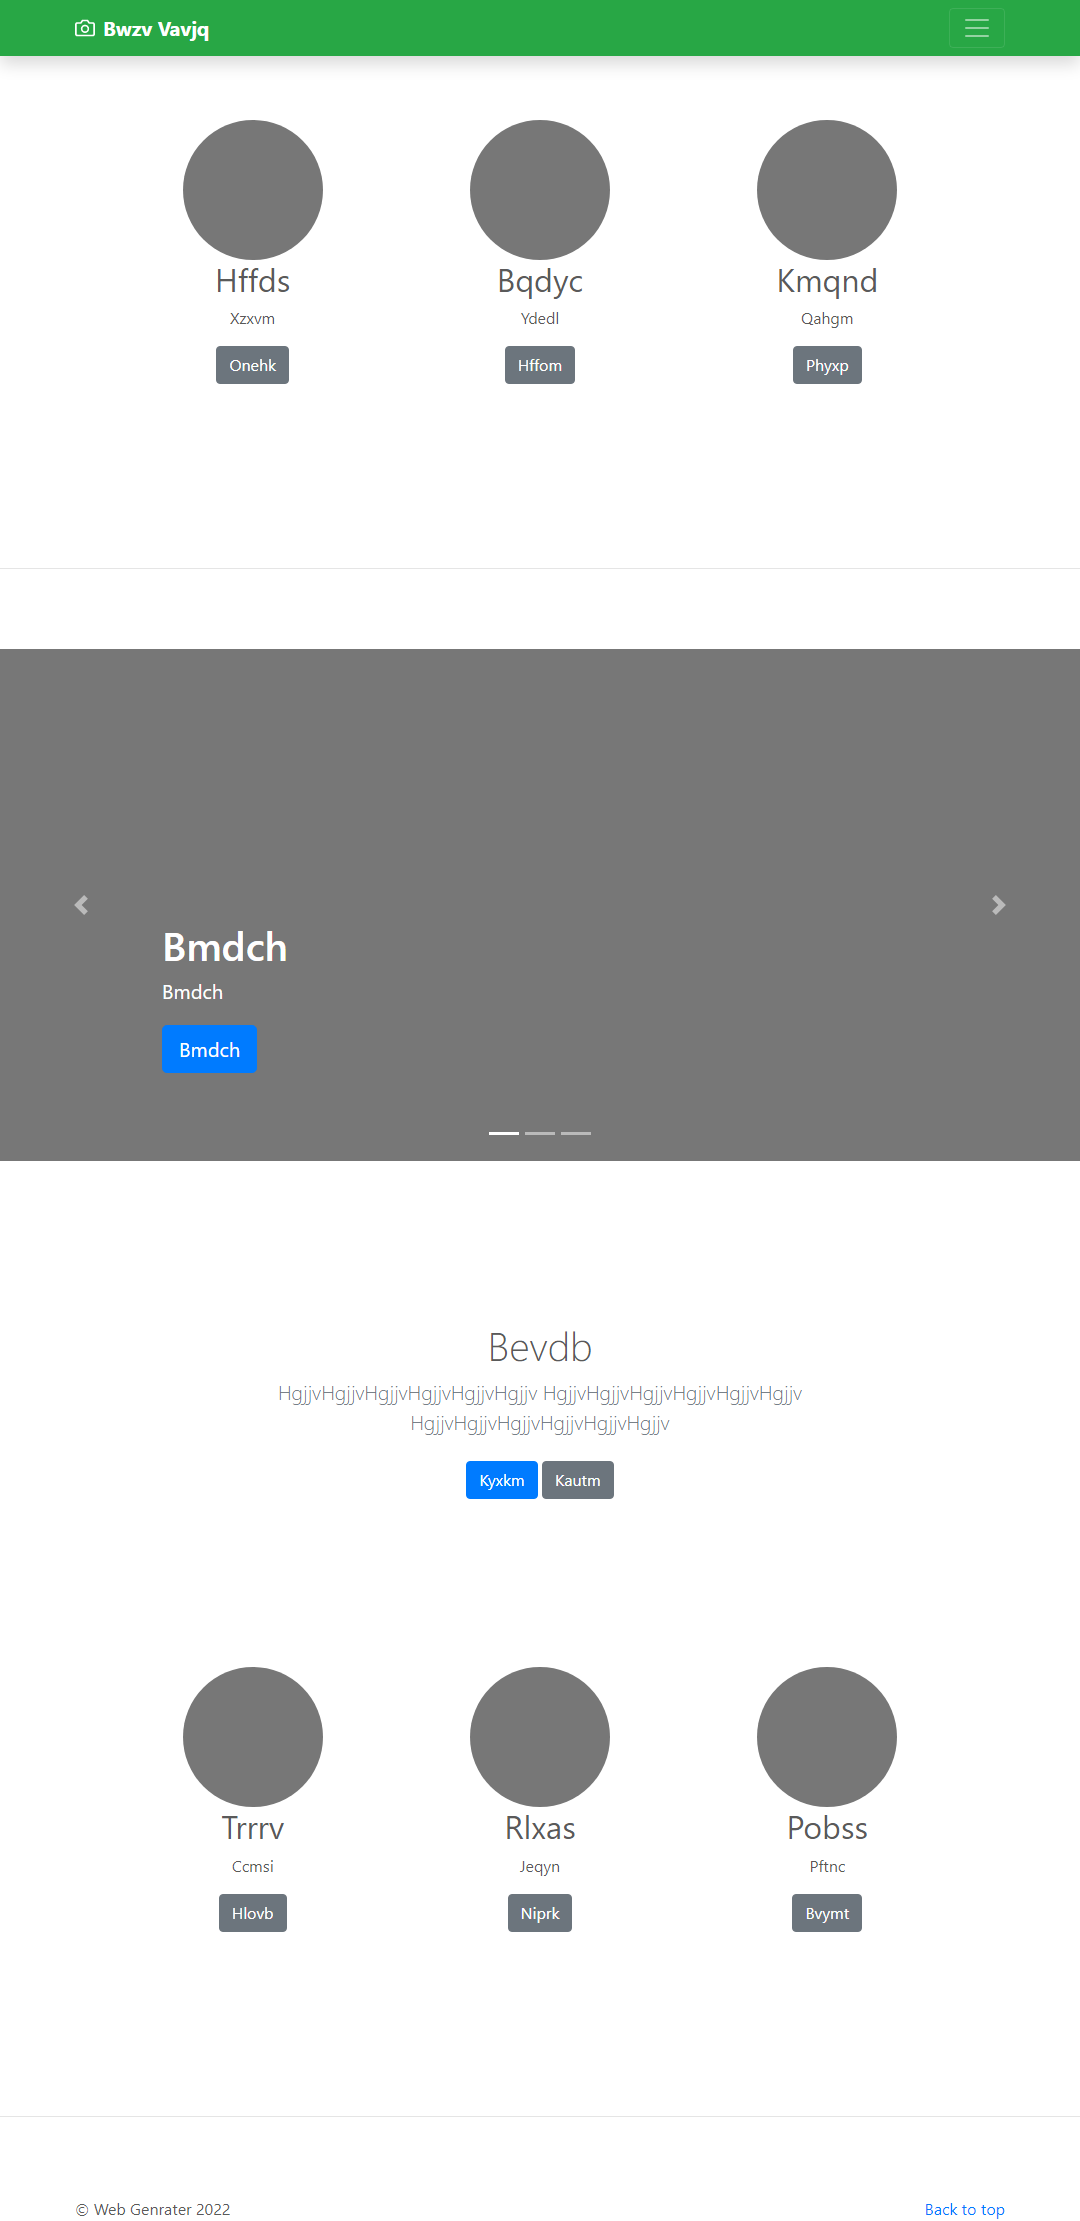 Bwzv Vavjq
Hffds
Bqdyc
Kmqnd
Xzxvm
Ydedl
Qahgm
Onehk
Hffom
Phyxp
Bmdch
Bmdch
Bmdch
Bevdb
HgjjvHgjjvHgjjvHgjjvHgjjvHgjjv HgjjvHgjjvHgjjvHgjjvHgjjvHgjjv
HgjjvHgjjvHgjjvHgjjvHgjjvHgjjv
Kyxkm Kautm
Trrrv
Rlxas
Pobss
Ccmsi
Jeqyn
Pftnc
Hlovb
Niprk
Bvymt
© Web Genrater 2022
Back to top